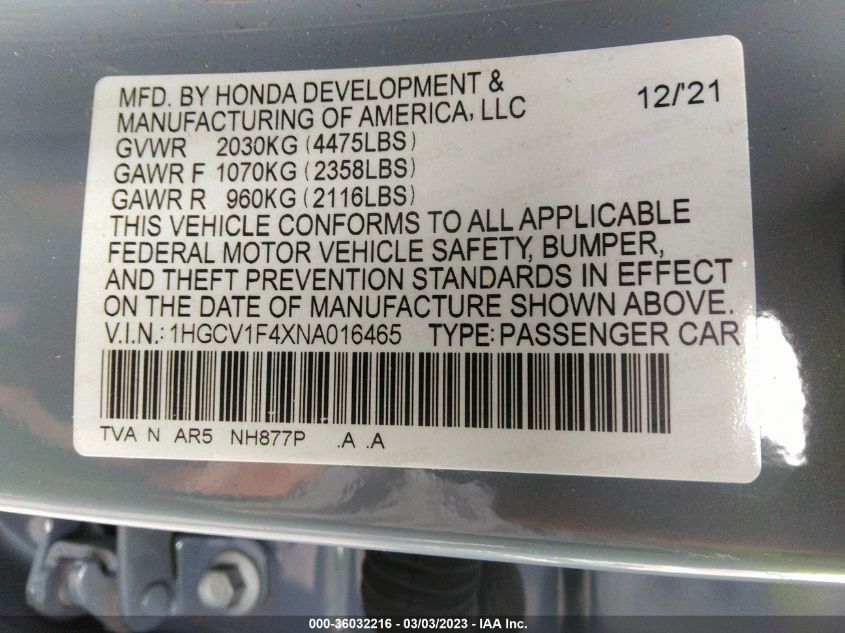 MFD. BY HONDA DEVELOPMENT & 12/'21
MANUFACTURING OF AMERICA, LLC
GVWR 2030KG (4475LBS)
GAWR F 1070KG (2358LBS)
GAWR R 960KG (2116LBS)
THIS VEHICLE CONFORMS TO ALL APPLICABLE
FEDERAL MOTOR VEHICLE SAFETY, BUMPER,
AND THEFT PREVENTION STANDARDS IN EFFECT
ON THE DATE OF MANUFACTURE SHOWN ABOVE.
V.I.N.: 1HGCV1F4XNA016465 TYPE: PASSENGER CAR
TVA N AR5 NH877P .A .A
000-36032216 - 03/03/2023 - IAA Inc.